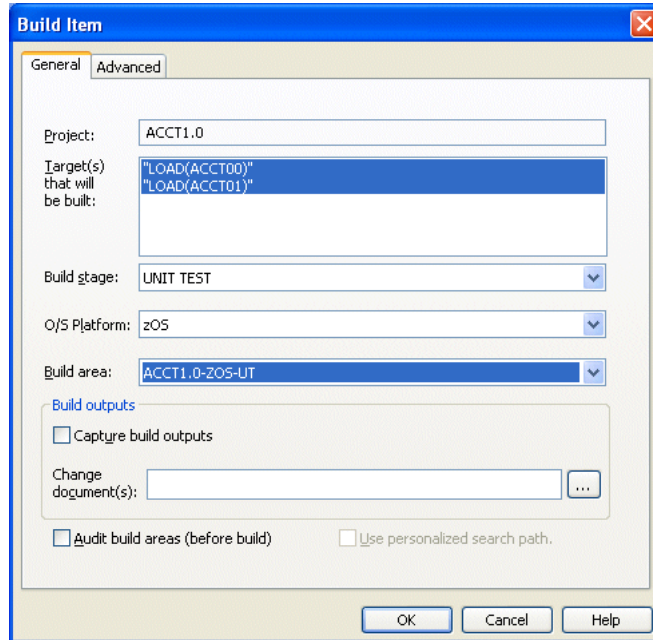 Build Item
General
Advanced
Project:
ACCT1.0
Target(s)
that will
be built:
"LOAD(ACCT00)"
"LOAD(ACCT01)"
Build stage:
UNIT TEST
O/S Platform:
zOS
Build area:
ACCT1.0-ZOS-UT
Build outputs
Capture build outputs
Change
document(s):
...
Audit build areas (before build)
Use personalized search path.
OK
Cancel
Help